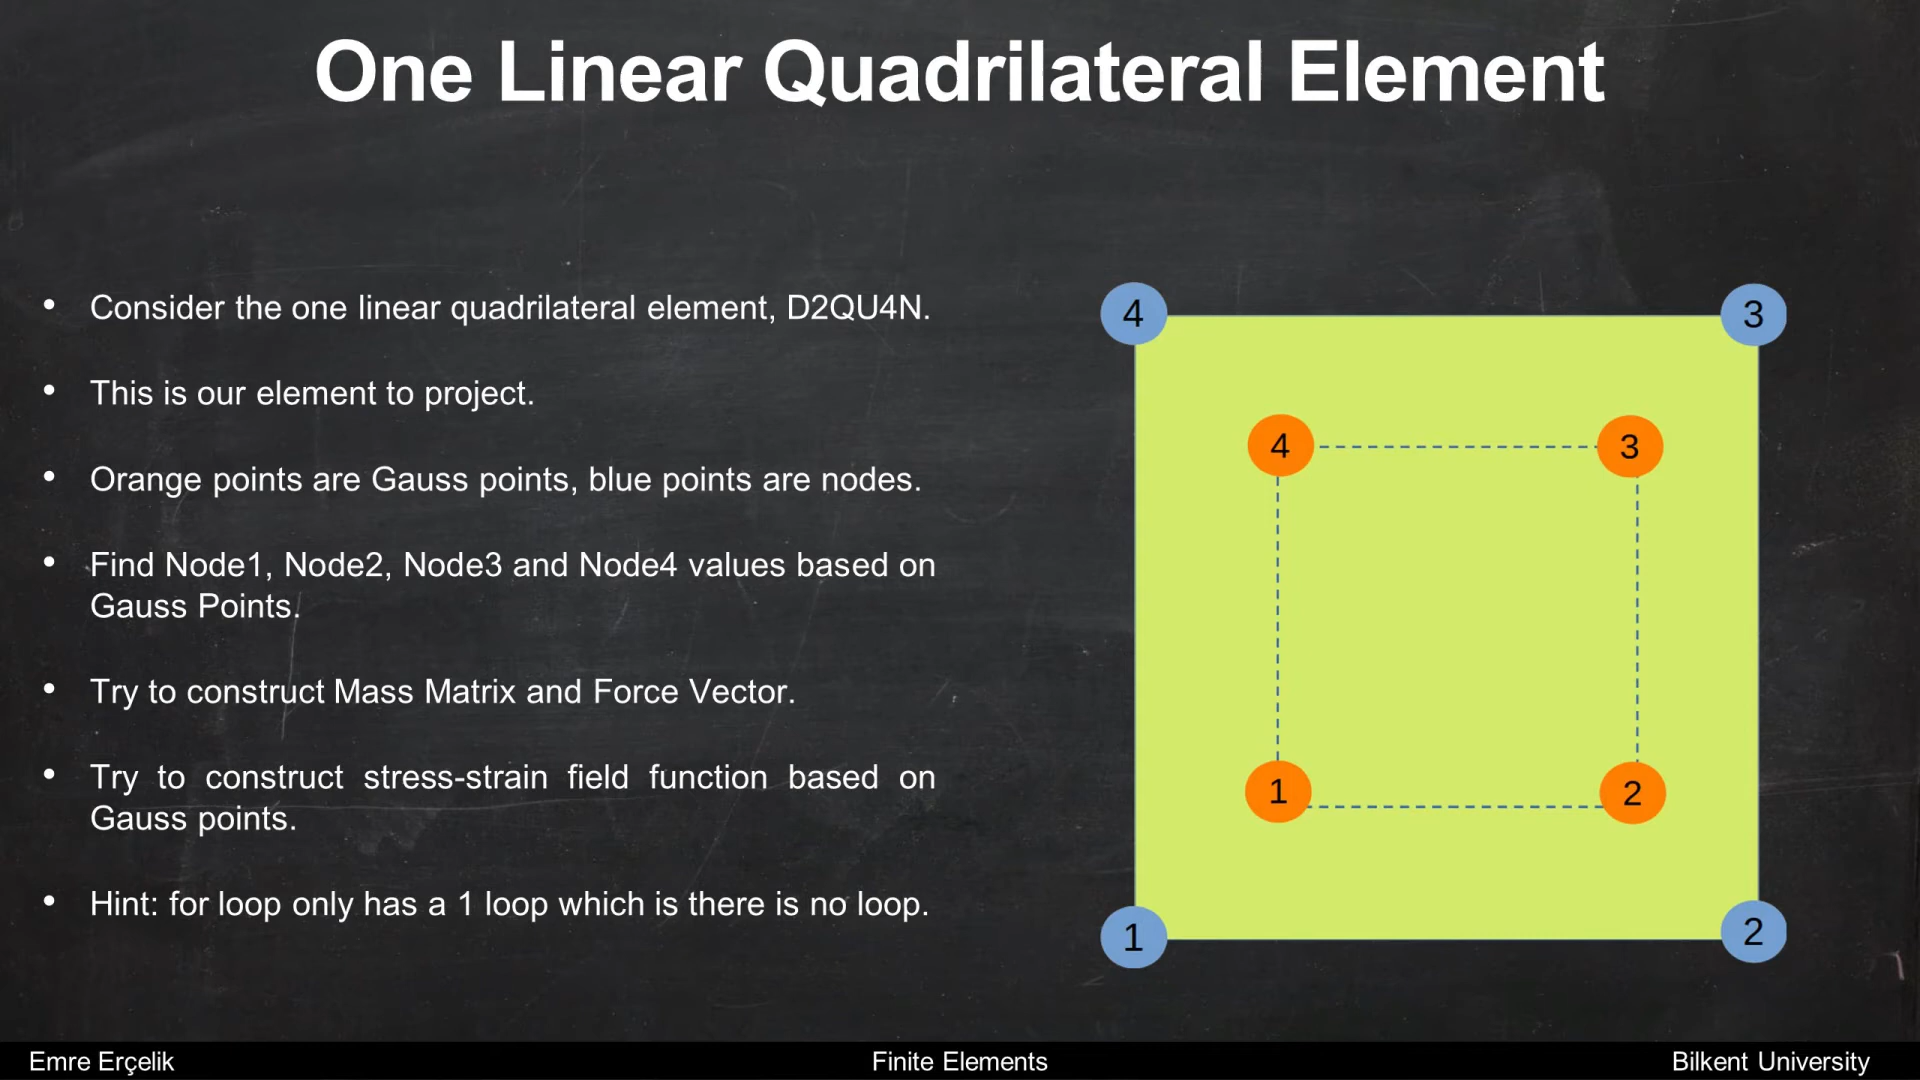 One Linear Quadrilateral Element
• Consider the one linear quadrilateral element, D2QU4N.
• This is our element to project.
• Orange points are Gauss points, blue points are nodes.
• Find Node1, Node2, Node3 and Node4 values based on
Gauss Points.
• Try to construct Mass Matrix and Force Vector.
• Try to construct stress-strain field function based on
Gauss points.
• Hint: for loop only has a 1 loop which is there is no loop.
4 3
4 3
1 2
1 2
Emre Erçelik Finite Elements Bilkent University